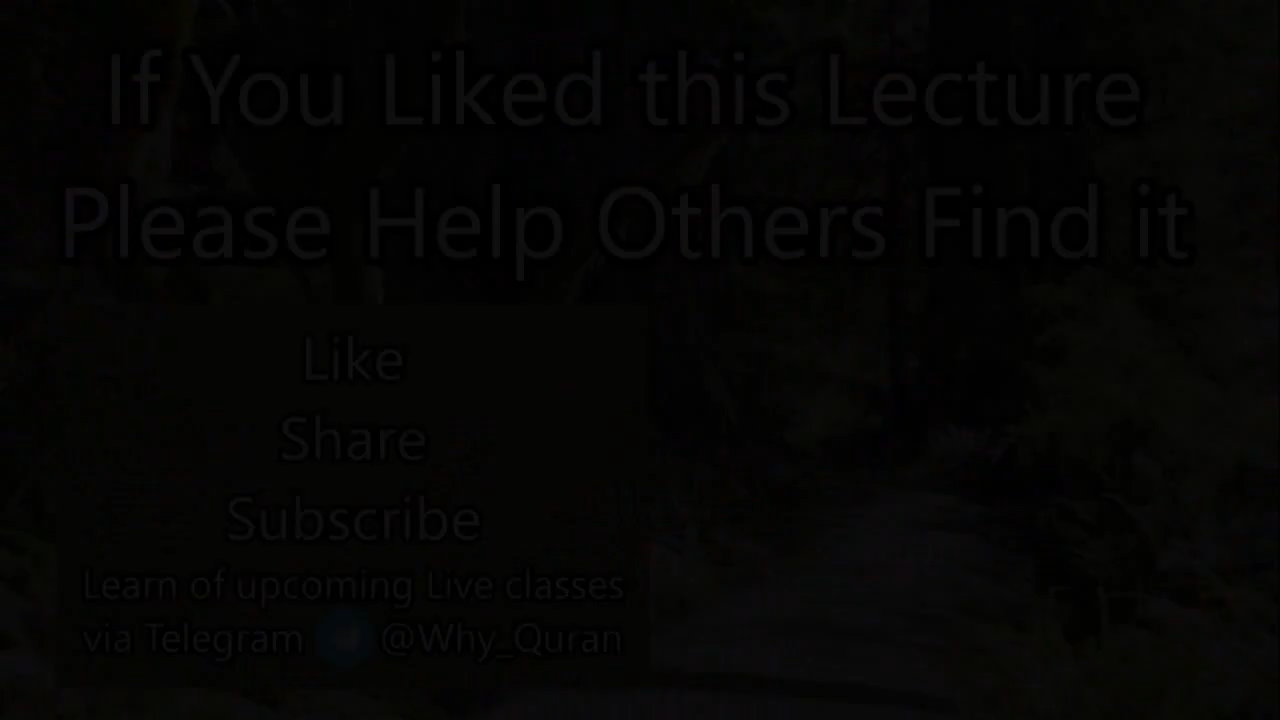 If You Liked this Lecture
Please Help Others Find it
Like
Share
Subscribe
Learn of upcoming Live classes
via Telegram @Why_Quran